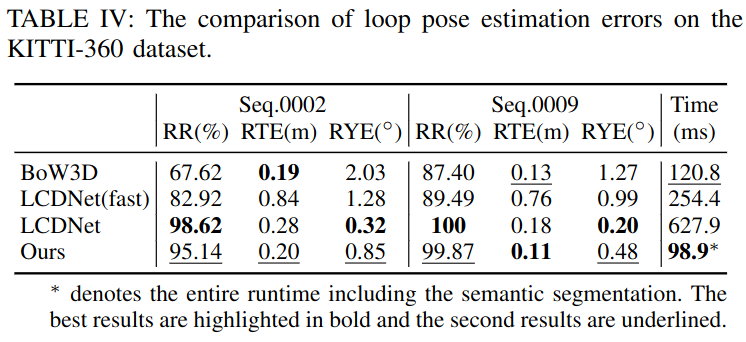 TABLE IV: The comparison of loop pose estimation errors on the
KITTI-360 dataset.
Seq.0002 Seq.0009 Time
RR(%) RTE(m) RYE(°) RR(%) RTE(m) RYE(°) (ms)
BoW3D 67.62 0.19 2.03 87.40 0.13 1.27 120.8
LCDNet(fast) 82.92 0.84 1.28 89.49 0.76 0.99 254.4
LCDNet 98.62 0.28 0.32 100 0.18 0.20 627.9
Ours 95.14 0.20 0.85 99.87 0.11 0.48 98.9*
* denotes the entire runtime including the semantic segmentation. The
best results are highlighted in bold and the second results are underlined.